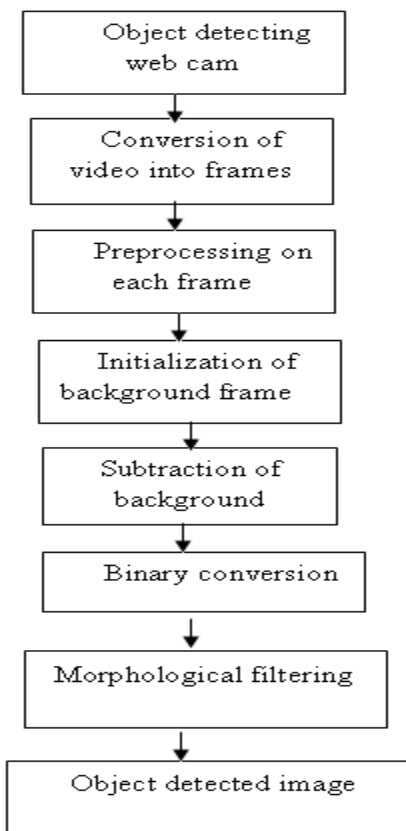 Object detecting
web cam
Conversion of
video into frames
Preprocessing on
each frame
Initialization of
background frame
Subtraction of
background
Binary conversion
Morphological filtering
Object detected image